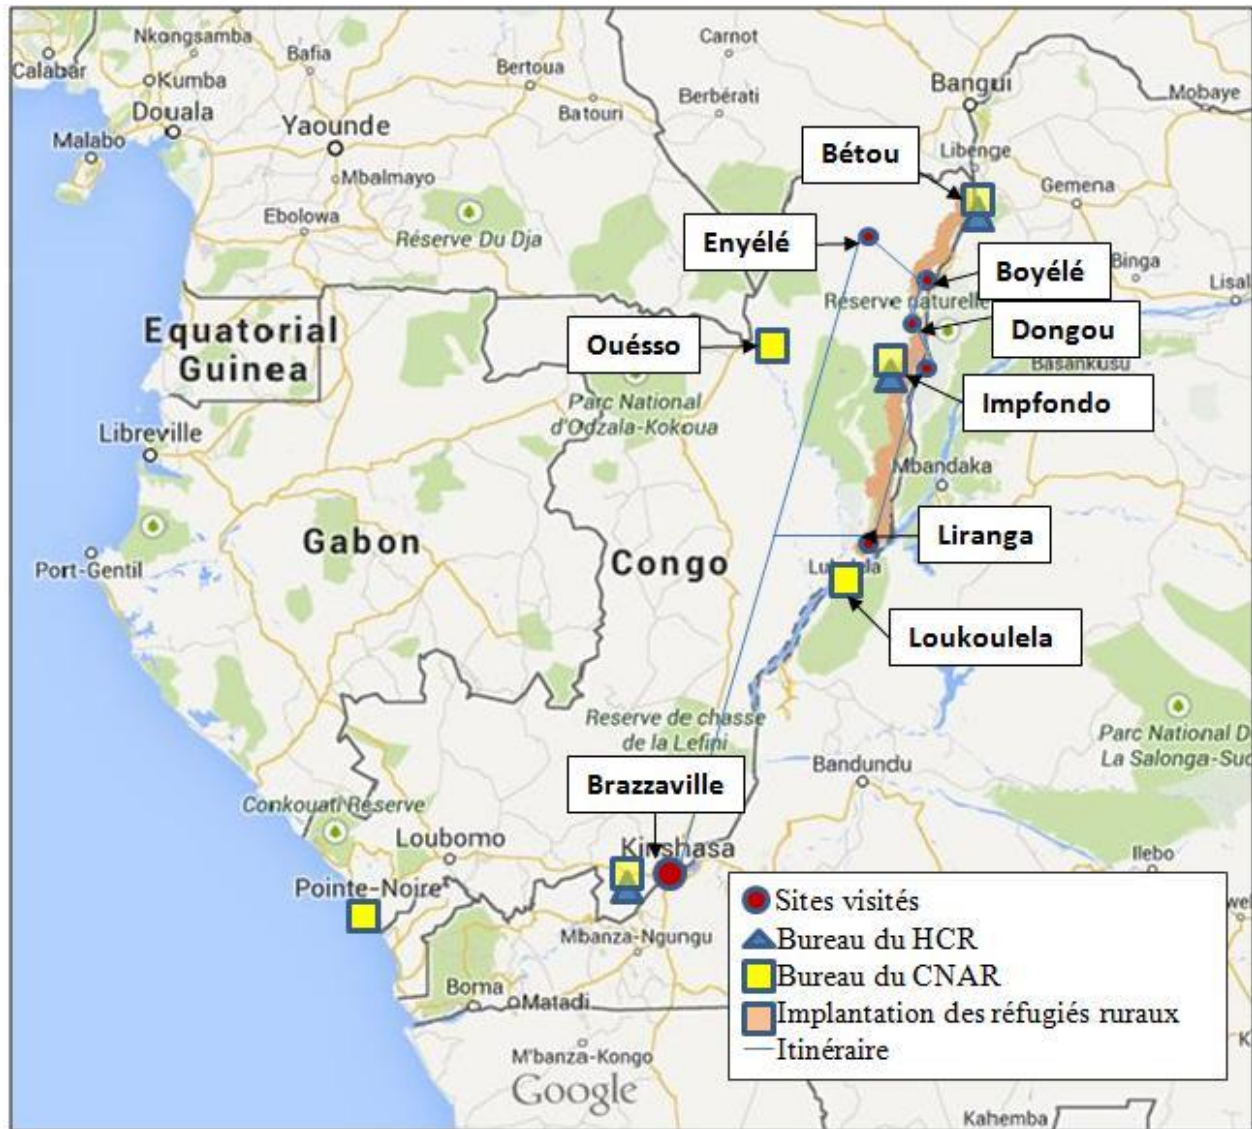 Nkongsamba
Bafia
Carnot
Calabar
Kumba
Bertoua
Bangui
Mobaye
Berbérati
Batouri
Douala
Yaounde
Malabo
Mbalmayo
Bétou
Libenge
Gemena
Ebolowa
Réserve Du Dja
Enyélé
Boyélé
Binga
Lisal
Réserve naturelle
Equatorial
Guinea
Ouésso
Dongou
Basankusu
Impfondo
Parc National
d'Odzala-Kokoua
Libreville
Mbandaka
Gabon
Congo
Liranga
Port-Gentil
Loukoulela
Reserve de chasse
de la Lefini
Parc National D
La Salonga-Sud
Bandundu
Brazzaville
Conkouati Réserve
Loubomo
Kinshasa
Ilebo
Pointe-Noire
Sites visités
Mbanza-Ngungu
Bureau du HCR
Bureau du CNAR
Boma
Matadi
Implantation des réfugiés ruraux
Itinéraire
M'banza-Kongo
Google
Kahemba